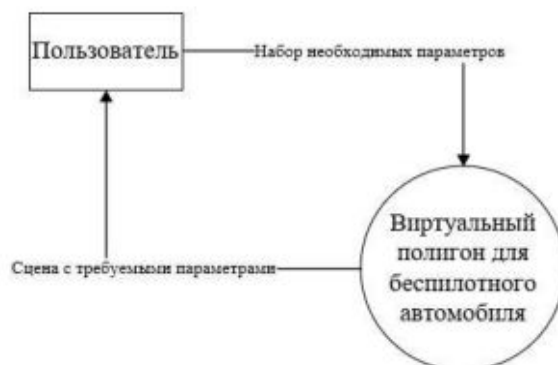 Пользователь
Набор необходимых параметров
Виртуальный
полигон для
беспилотного
автомобиля
Сцена с требуемыми параметрами